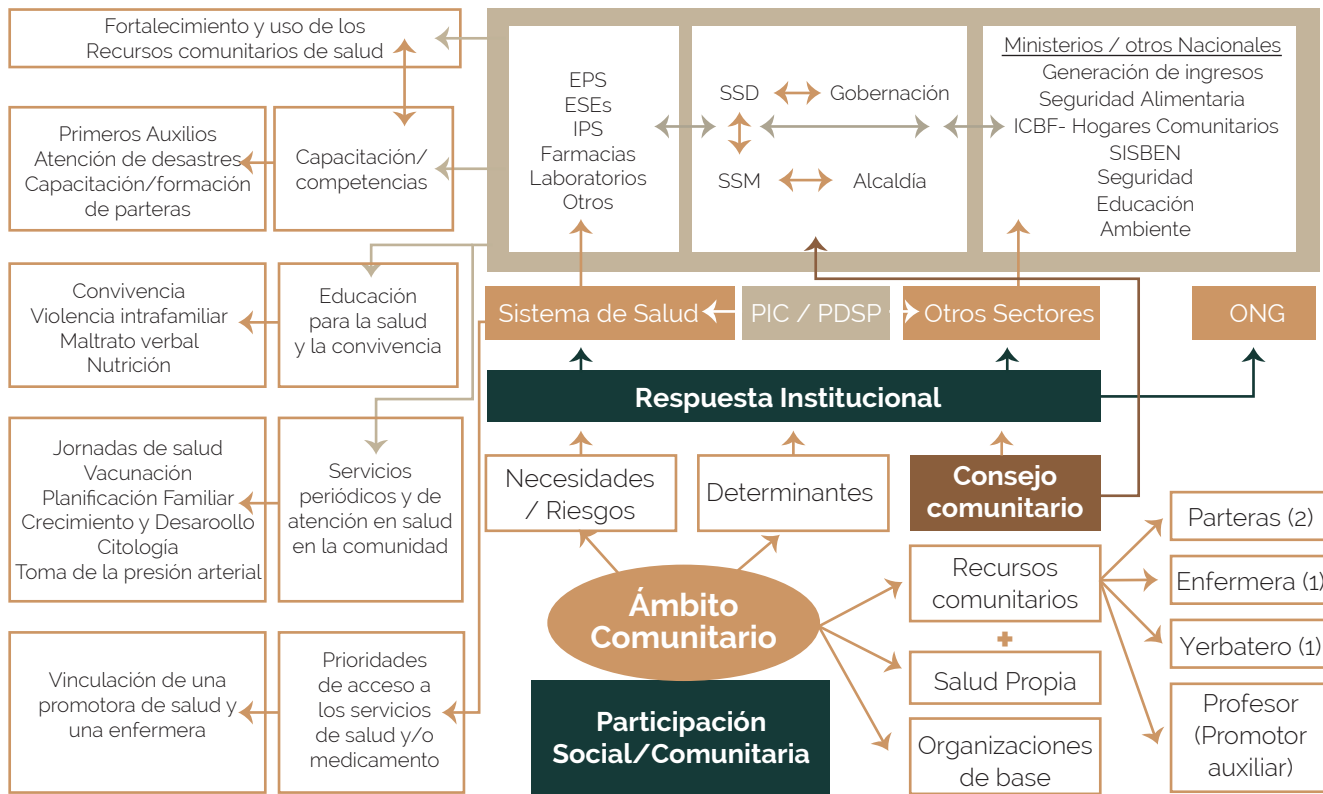 Fortalecimiento y uso de los
Recursos comunitarios de salud
Primeros Auxilios
Atención de desastres
Capacitación/formación
de parteras
Capacitación/
competencias
Convivencia
Violencia intrafamiliar
Maltrato verbal
Nutrición
Educación
para la salud
y la convivencia
Jornadas de salud
Vacunación
Planificación Familiar
Crecimiento y Desaroollo
Citología
Toma de la presión arterial
Servicios
periódicos y de
atención en salud
en la comunidad
Vinculación de una
promotora de salud y
una enfermera
Prioridades
de acceso a
los servicios
de salud y/o
medicamento
EPS
ESEs
IPS
Farmacias
Laboratorios
Otros
SSD
Gobernación
SSM
Alcaldía
Ministerios / otros Nacionales
Generación de ingresos
Seguridad Alimentaria
ICBF- Hogares Comunitarios
SISBEN
Seguridad
Educación
Ambiente
Sistema de Salud
PIC / PDSP
Otros Sectores
ONG
Respuesta Institucional
Necesidades
/ Riesgos
Determinantes
Consejo
comunitario
Ámbito
Comunitario
Participación
Social/Comunitaria
Recursos
comunitarios
+
Salud Propia
Organizaciones
de base
Parteras (2)
Enfermera (1)
Yerbatero (1)
Profesor
(Promotor
auxiliar)